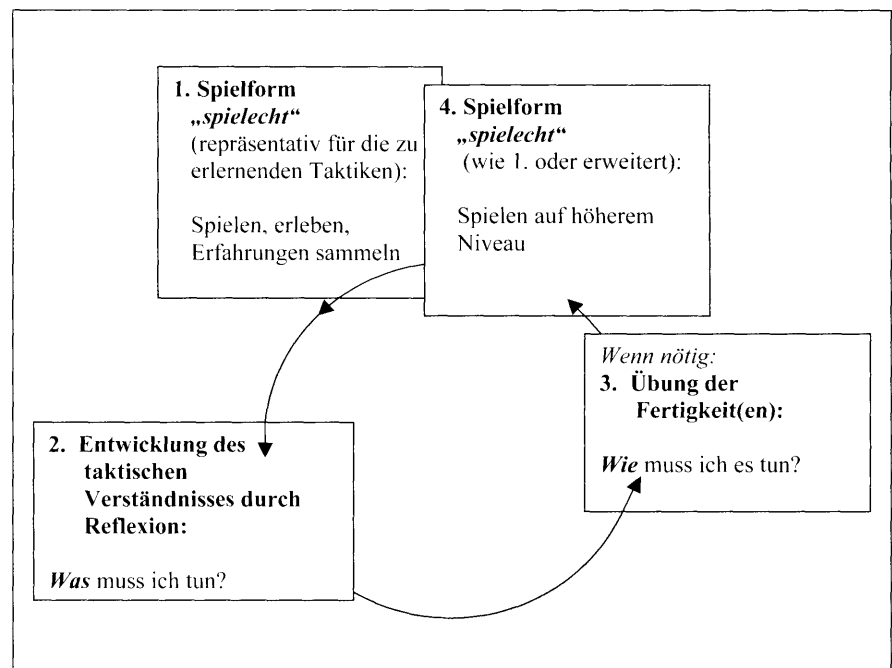 1. Spielform
„spielecht“
(repräsentativ für die zu
erlernenden Taktiken):
Spielen, erleben,
Erfahrungen sammeln
4. Spielform
„spielecht“
(wie 1. oder erweitert):
Spielen auf höherem
Niveau
Wenn nötig:
3. Übung der
Fertigkeit(en):
Wie muss ich es tun?
2. Entwicklung des
taktischen
Verständnisses durch
Reflexion:
Was muss ich tun?